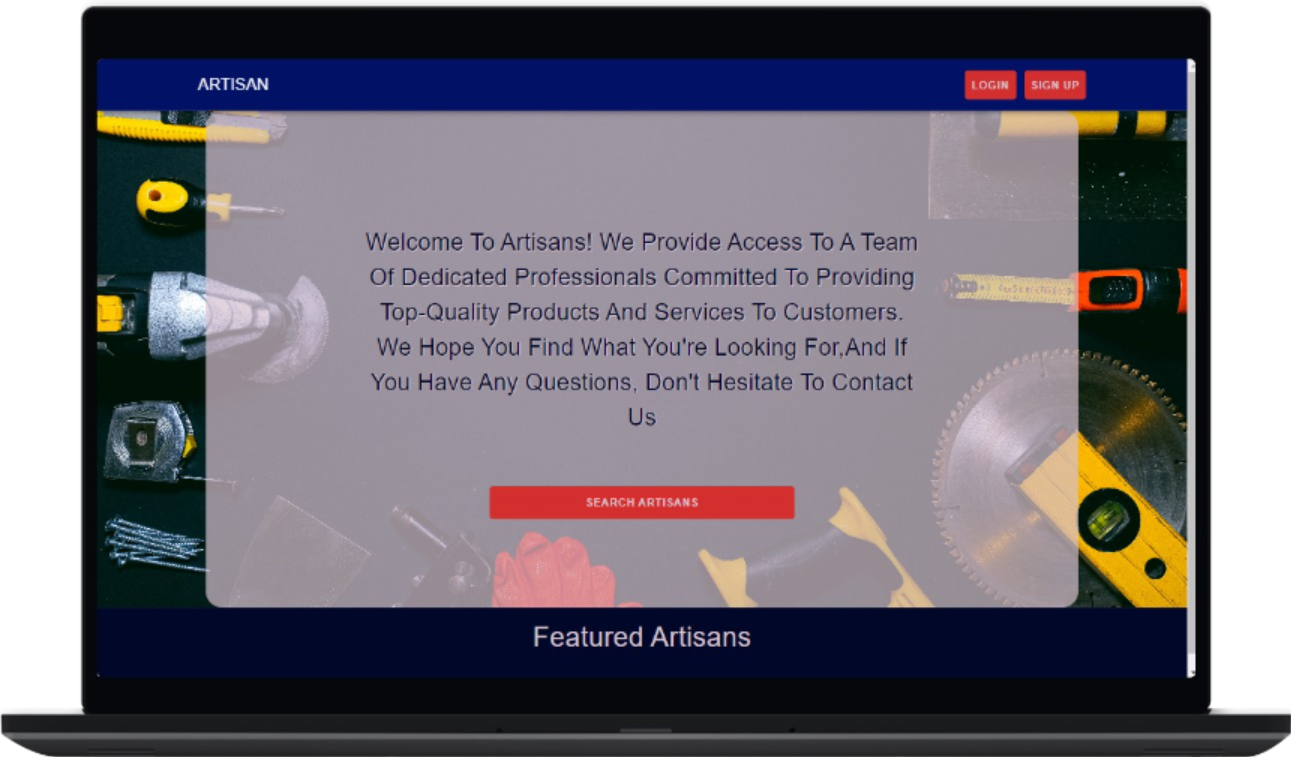 ARTISAN
LOGIN SIGN UP
Welcome To Artisans! We Provide Access To A Team
Of Dedicated Professionals Committed To Providing
Top-Quality Products And Services To Customers.
We Hope You Find What You're Looking For,And If
You Have Any Questions, Don't Hesitate To Contact
Us
SEARCH ARTISANS
Featured Artisans